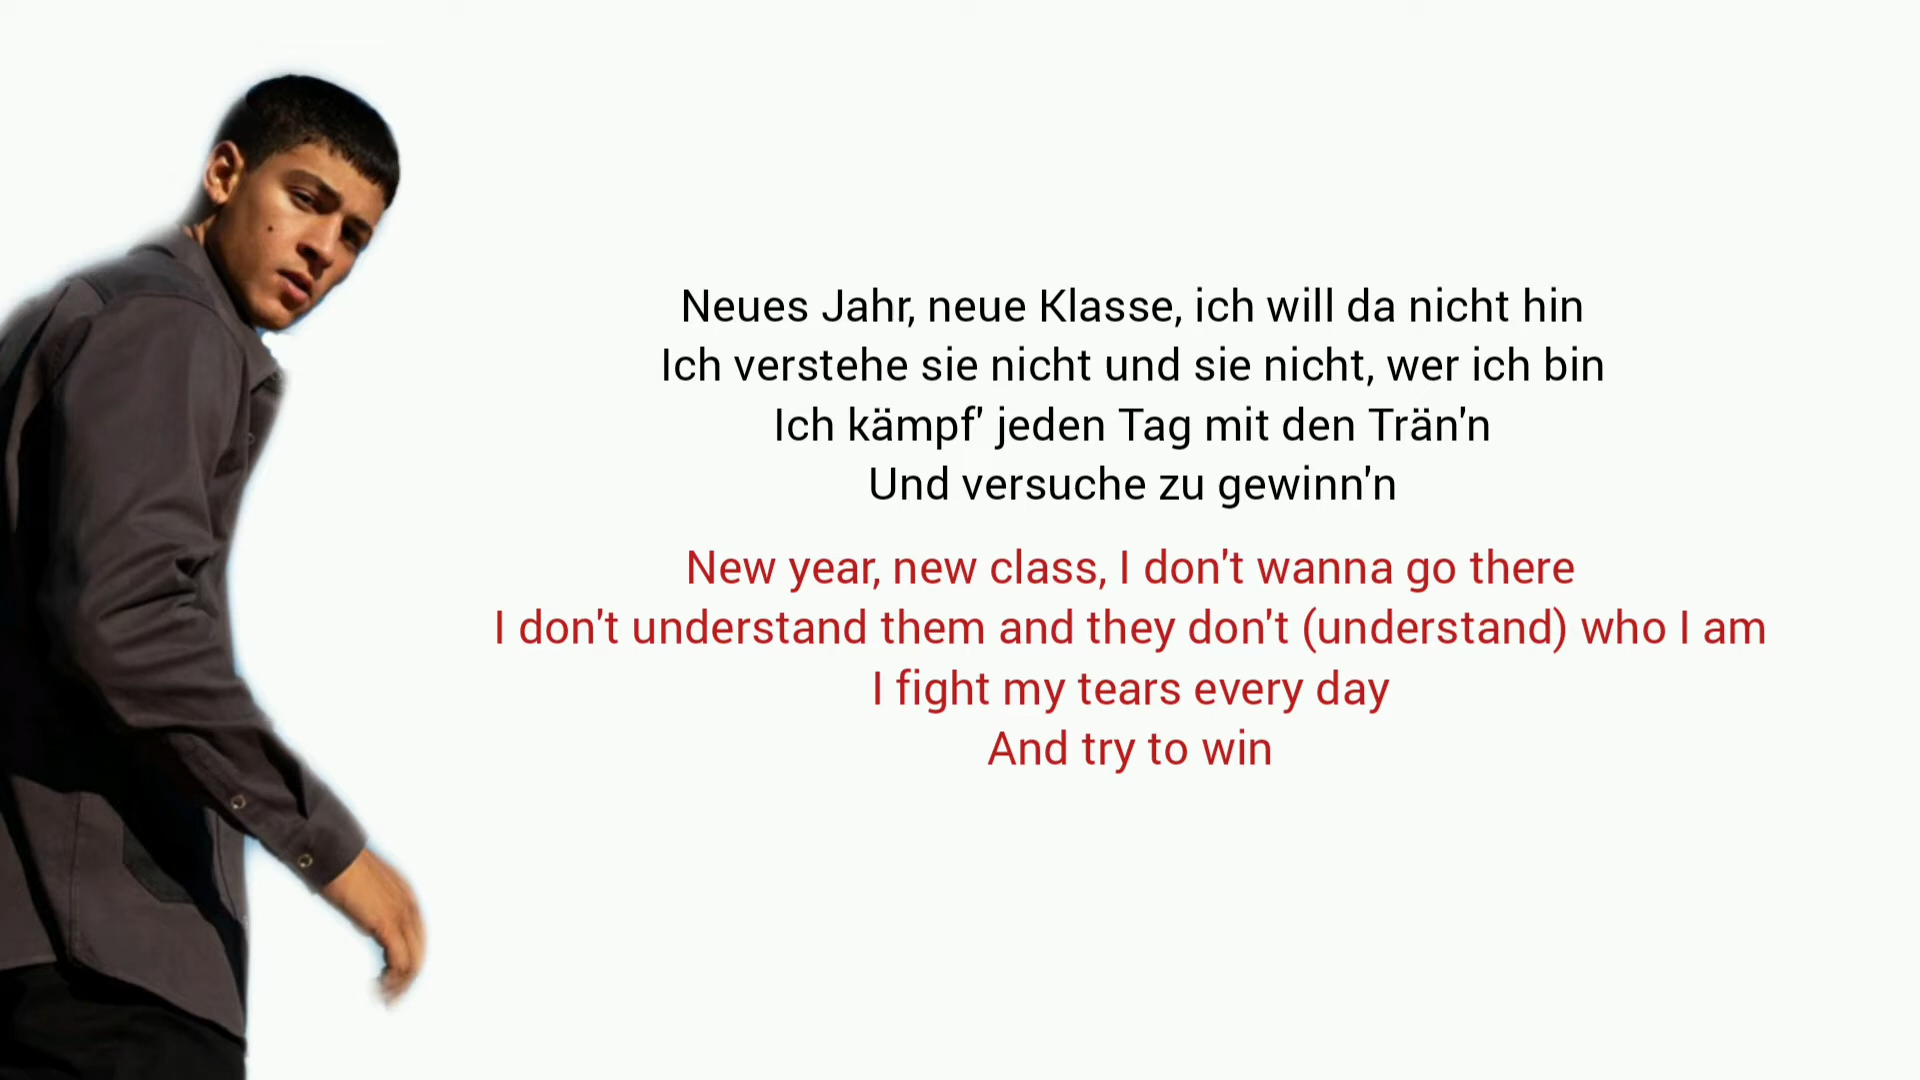 Neues Jahr, neue Klasse, ich will da nicht hin
Ich verstehe sie nicht und sie nicht, wer ich bin
Ich kämpf' jeden Tag mit den Trän'n
Und versuche zu gewinn'n
New year, new class, I don't wanna go there
I don't understand them and they don't (understand) who I am
I fight my tears every day
And try to win